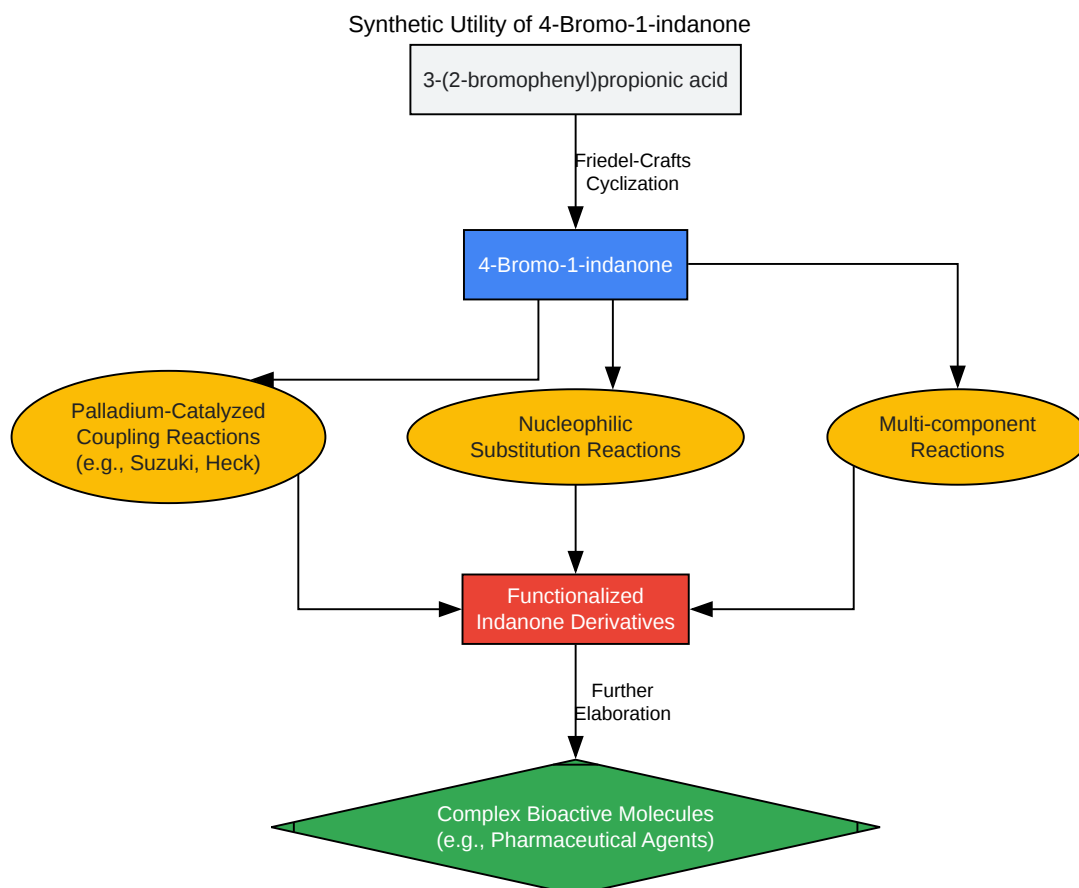 Synthetic Utility of 4-Bromo-1-indanone
3-(2-bromophenyl)propionic acid
Friedel-Crafts
Cyclization
4-Bromo-1-indanone
Palladium-Catalyzed
Coupling Reactions
(e.g., Suzuki, Heck)
Nucleophilic
Substitution Reactions
Multi-component
Reactions
Functionalized
Indanone Derivatives
Further
Elaboration
Complex Bioactive Molecules
(e.g., Pharmaceutical Agents)